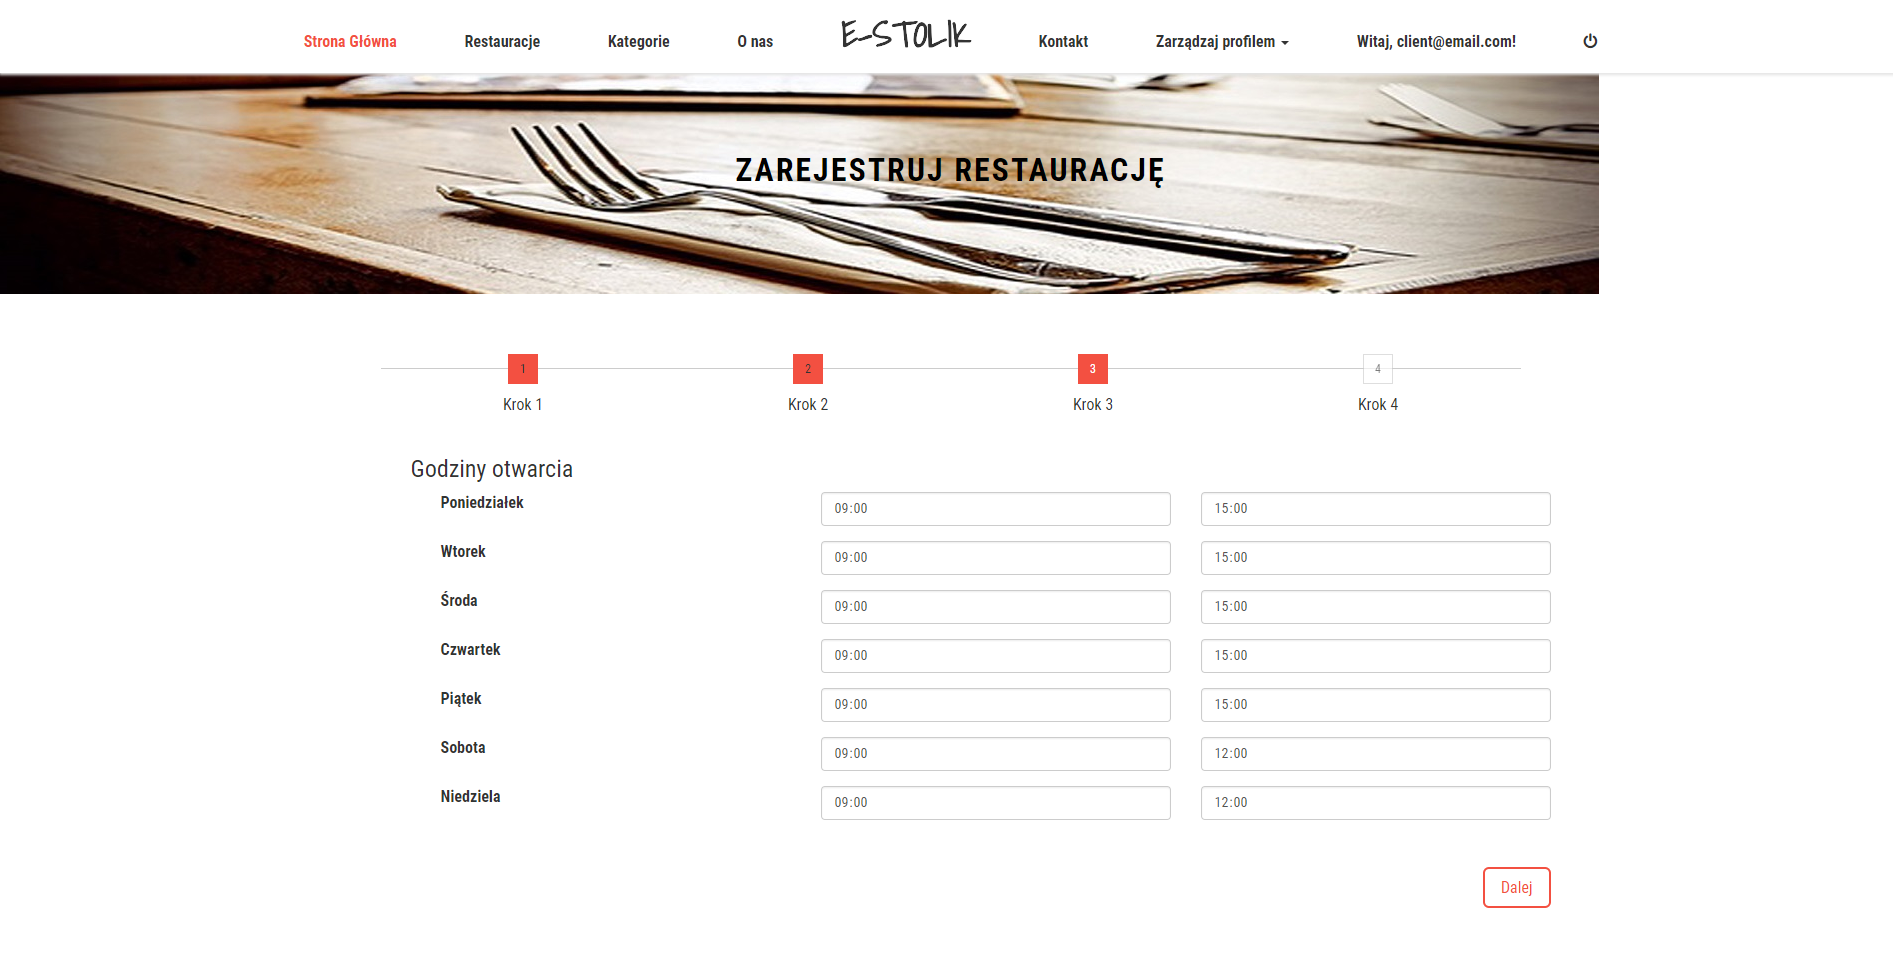 Strona Główna Restauracje Kategorie O nas E-STOLIK Kontakt Zarządzaj profilem Witaj, client@email.com!
ZAREJESTRUJ RESTAURACJĘ
1 2 3 4
Krok 1 Krok 2 Krok 3 Krok 4
Godziny otwarcia
Poniedziałek 09:00 15:00
Wtorek 09:00 15:00
Środa 09:00 15:00
Czwartek 09:00 15:00
Piątek 09:00 15:00
Sobota 09:00 12:00
Niedziela 09:00 12:00
Dalej